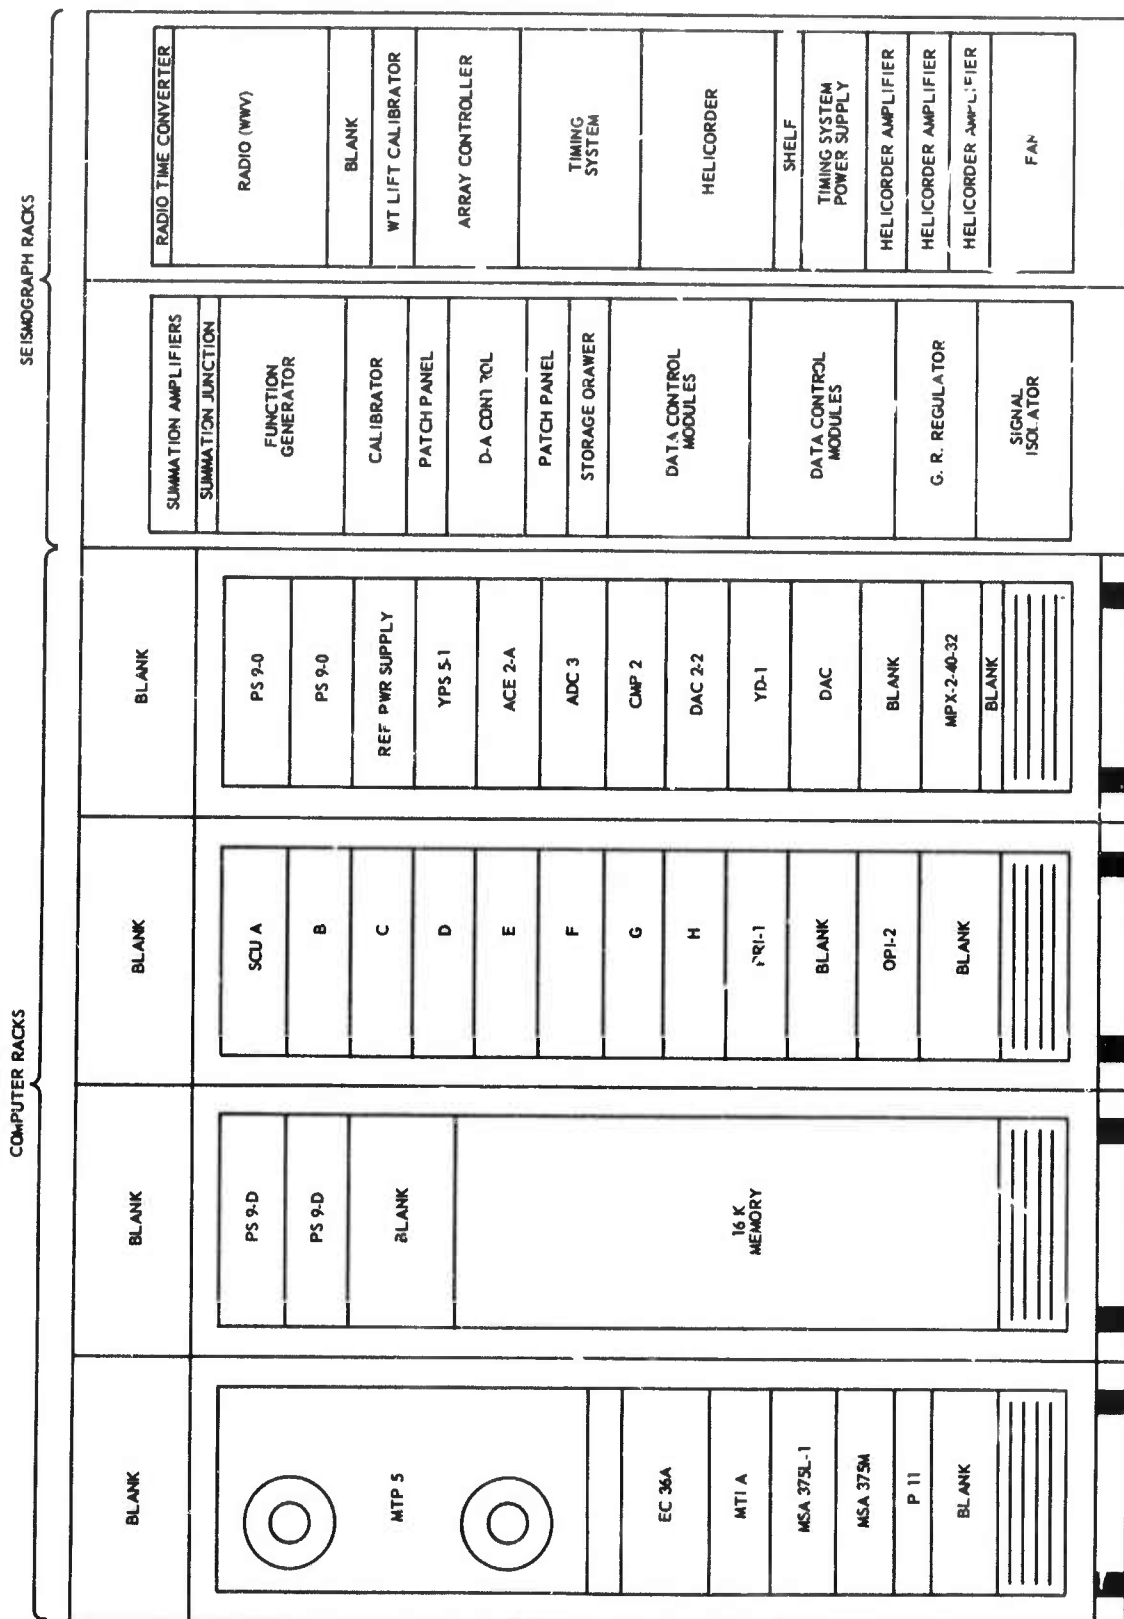 COMPUTER RACKS
SEISMOGRAPH RACKS
BLANK
MTP 5
EC 36A
MTI A
MSA 375L-1
MSA 375M
P 11
BLANK
BLANK
PS 9-D
PS 9-D
BLANK
16 K
MEMORY
BLANK
SCU A
B
C
D
E
F
G
H
PRI-1
BLANK
OPI-2
BLANK
BLANK
PS 9-0
PS 9-0
REF PWR SUPPLY
YPS 5-1
ACE 2-A
ADC 3
CMP 2
DAC 2-2
YD-1
DAC
BLANK
MPX-2-40-32
BLANK
SUMMATION AMPLIFIERS
SUMMATION JUNCTION
FUNCTION
GENERATOR
CALIBRATOR
PATCH PANEL
D-A CONTROL
PATCH PANEL
STORAGE DRAWER
DATA CONTROL
MODULES
DATA CONTROL
MODULES
G. R. REGULATOR
SIGNAL
ISOLATOR
RADIO TIME CONVERTER
RADIO (WWV)
BLANK
WT LIFT CALIBRATOR
ARRAY CONTROLLER
TIMING
SYSTEM
HELICORDER
SHELF
TIMING SYSTEM
POWER SUPPLY
HELICORDER AMPLIFIER
HELICORDER AMPLIFIER
HELICORDER AMPLIFIER
FAN